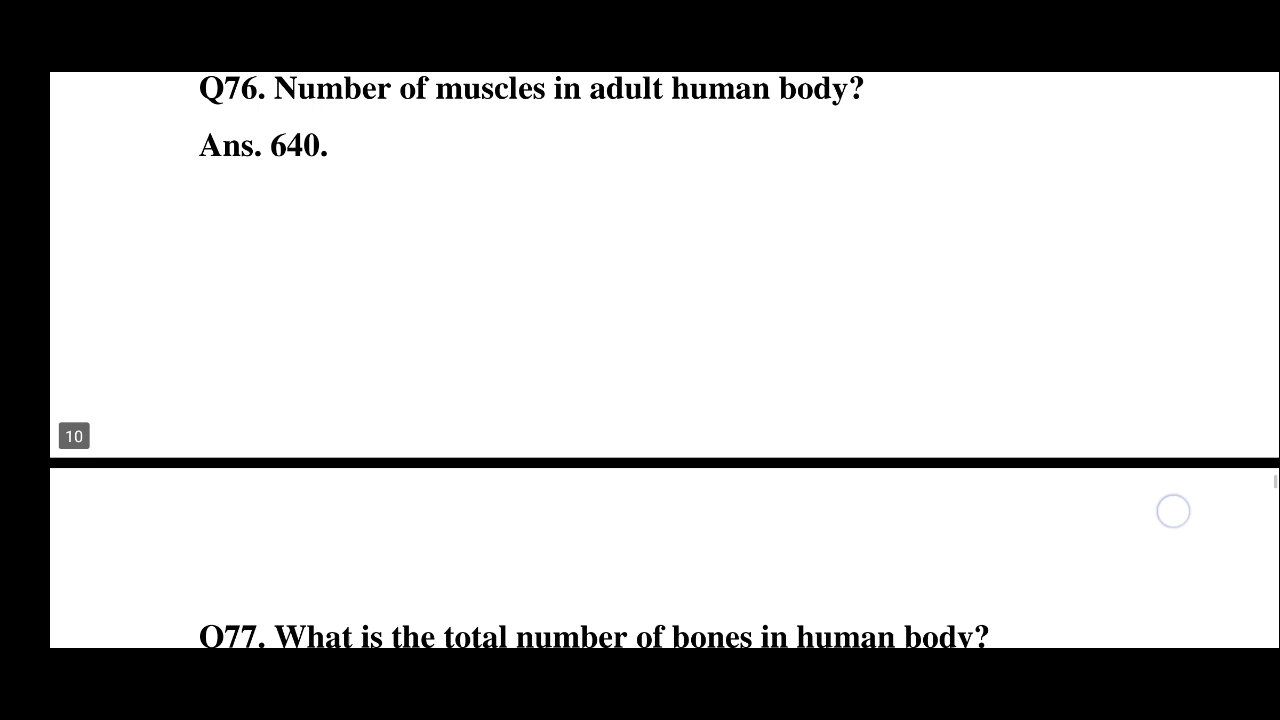 Q76. Number of muscles in adult human body?
Ans. 640.
10
Q77. What is the total number of bones in human body?